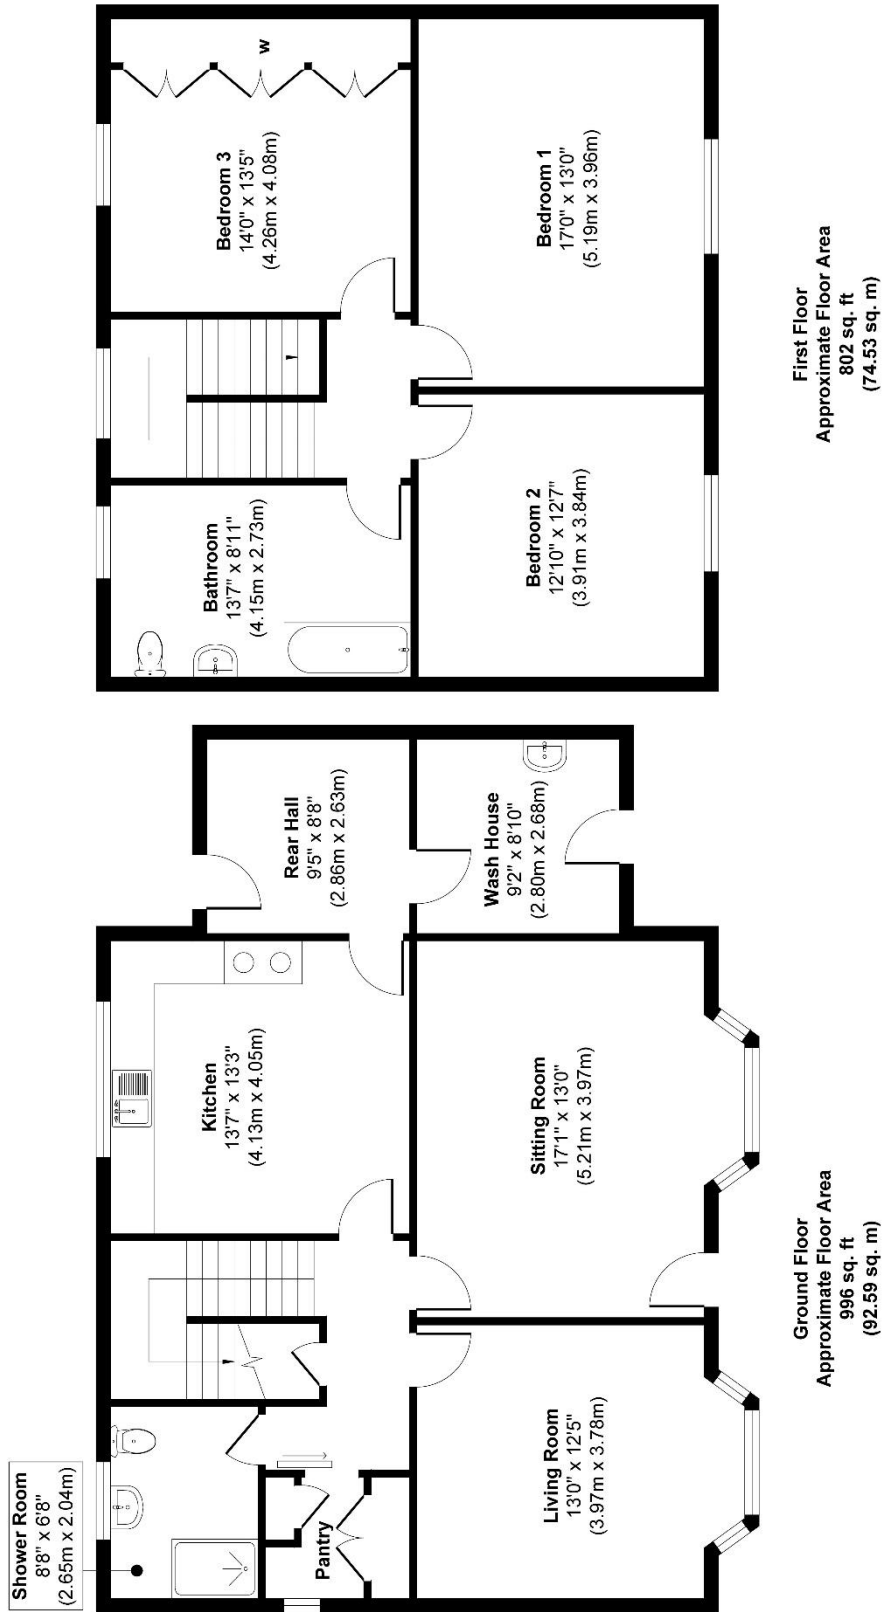 Shower Room
8'8" x 6'8"
(2.65m x 2.04m)
Pantry
Kitchen
13'7" x 13'3"
(4.13m x 4.05m)
Rear Hall
9'5" x 8'8"
(2.86m x 2.63m)
Living Room
13'0" x 12'5"
(3.97m x 3.78m)
Sitting Room
17'1" x 13'0"
(5.21m x 3.97m)
Wash House
9'2" x 8'10"
(2.80m x 2.68m)
Ground Floor
Approximate Floor Area
996 sq. ft
(92.59 sq. m)
Bathroom
13'7" x 8'11"
(4.15m x 2.73m)
Bedroom 3
14'0" x 13'5"
(4.26m x 4.08m)
W
Bedroom 2
12'10" x 12'7"
(3.91m x 3.84m)
Bedroom 1
17'0" x 13'0"
(5.19m x 3.96m)
First Floor
Approximate Floor Area
802 sq. ft
(74.53 sq. m)